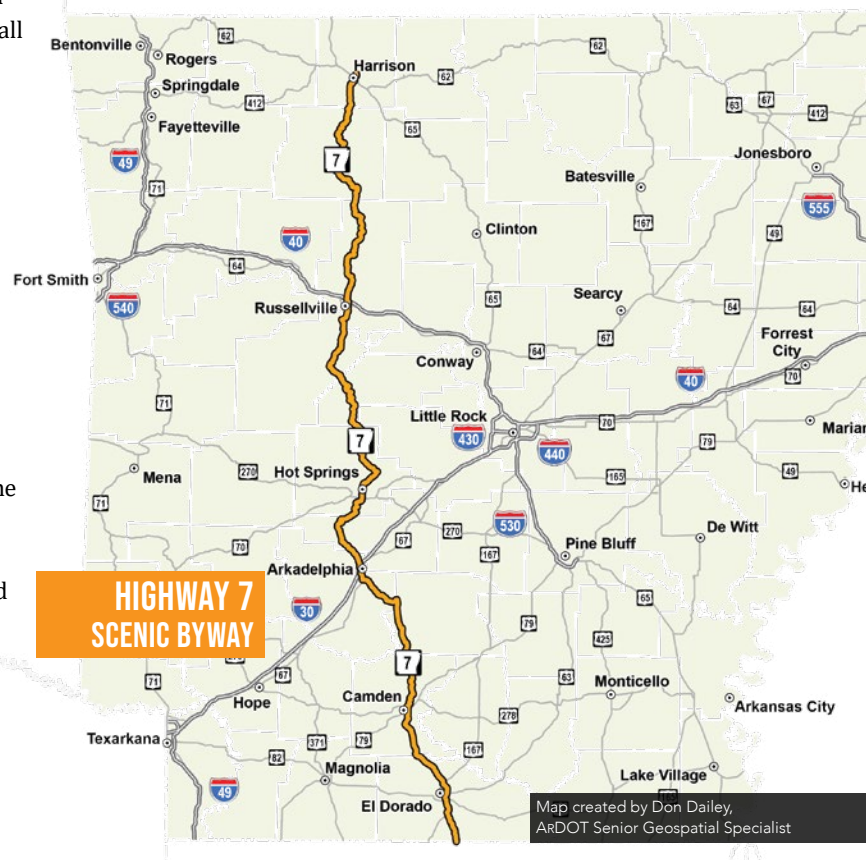 all
Bentonville
62
Rogers
Springdale
412
Fayetteville
49
71
Harrison
62
62
65
7
63
67
412
Jonesboro
555
Batesville
167
49
Clinton
40
64
Fort Smith
540
Russellville
65
Searcy
67
64
64
Forrest
City
70
Conway
64
40
71
Little Rock
430
440
70
79
7
Hot Springs
Mena
270
71
165
49
De Witt
530
270
67
167
Pine Bluff
70
Arkadelphia
30
HIGHWAY 7
SCENIC BYWAY
65
79
425
7
63
Monticello
71
67
Hope
Camden
278
Arkansas City
Texarkana
371
79
82
167
Magnolia
49
El Dorado
Lake Village
Map created by Don Dailey,
ARDOT Senior Geospatial Specialist